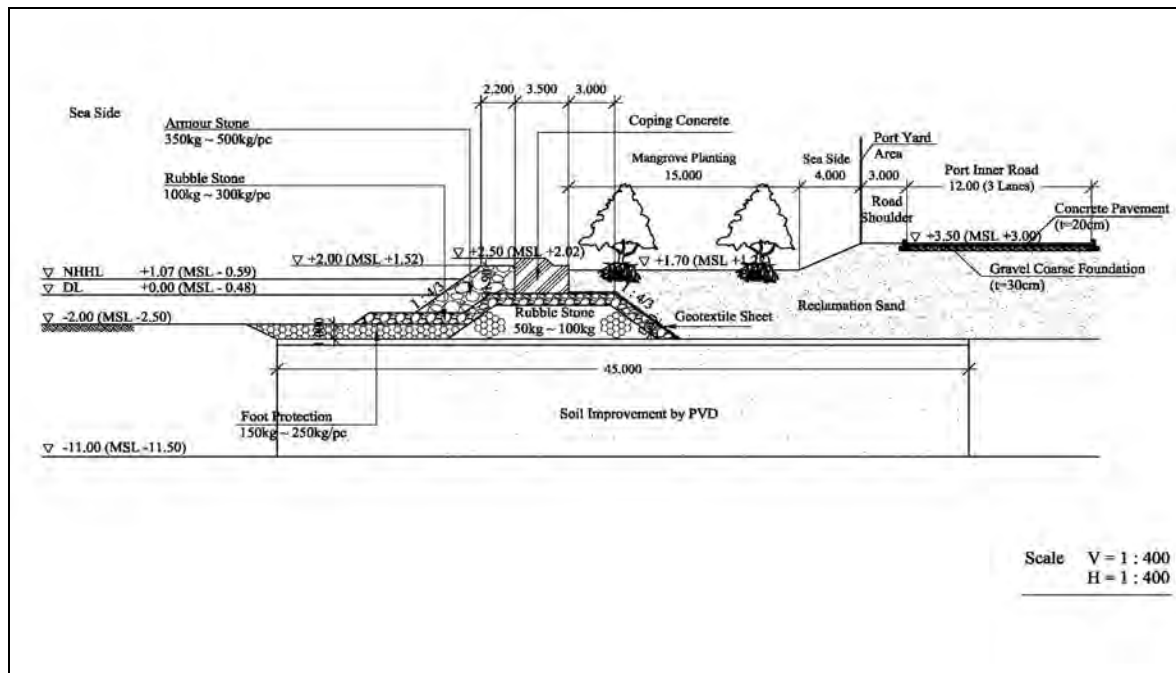 2.200 3.500 3.000
Sea Side
Armour Stone
350kg ~ 500kg/pc
Rubble Stone
100kg ~ 300kg/pc
Coping Concrete
Mangrove Planting
15.000
Sea Side
4.000
Port Yard
Area
3.000
Road
Shoulder
Port Inner Road
12.00 (3 Lanes)
Concrete Pavement
(t=20cm)
+3.50 (MSL +3.00)
Gravel Coarse Foundation
(t=30cm)
+2.50 (MSL +2.02)
+2.00 (MSL +1.52)
+1.70 (MSL
NHHL +1.07 (MSL - 0.59)
DL +0.00 (MSL - 0.48)
-2.00 (MSL -2.50)
1 : 4/3
1 : 4/3
Rubble Stone
50kg ~ 100kg
Geotextile Sheet
Reclamation Sand
45.000
Soil Improvement by PVD
Foot Protection
150kg ~ 250kg/pc
-11.00 (MSL -11.50)
Scale V = 1 : 400
H = 1 : 400